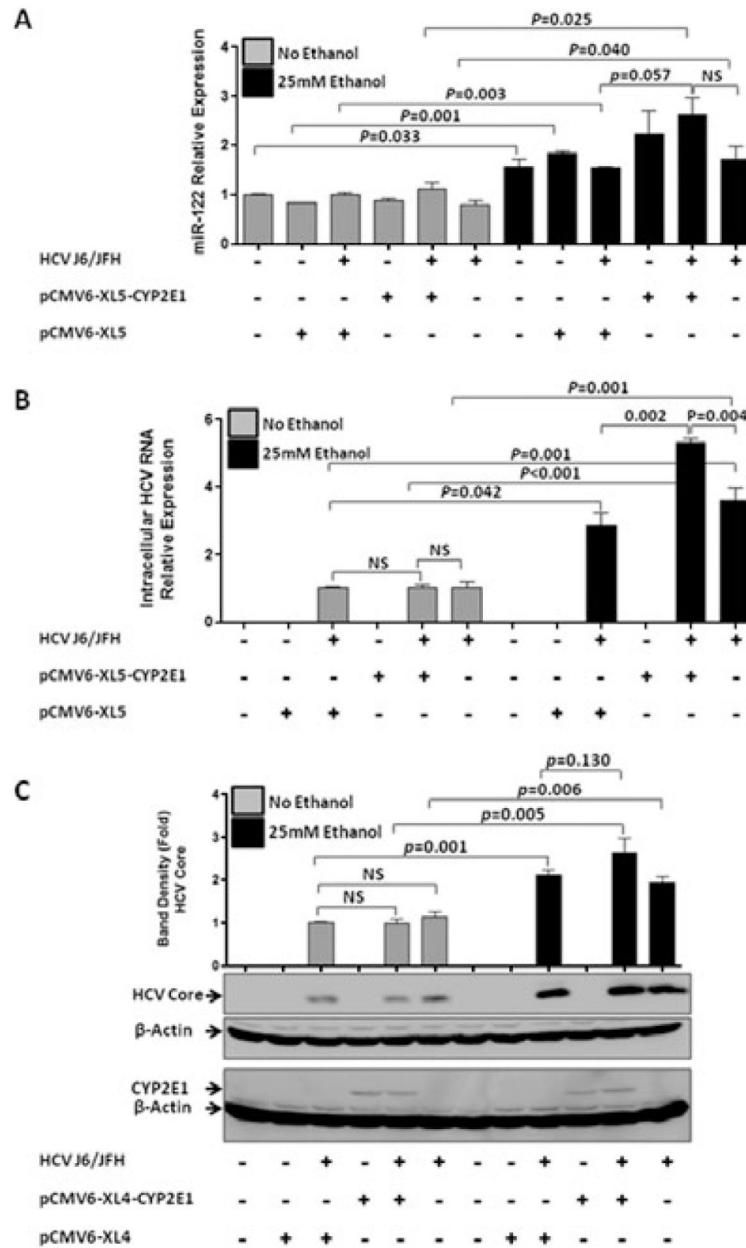 A
P=0.025
P=0.040
No Ethanol
25mM Ethanol
p=0.057
NS
P=0.003
P=0.001
P=0.033
miR-122 Relative Expression
4
3
2
1
0
HCV J6/JFH - - + - + + - - + - + +
pCMV6-XL5-CYP2E1 - - - + + - - - - + + -
pCMV6-XL5 - + + - - - - + + - - -
B
P=0.001
No Ethanol
25mM Ethanol
0.002
P=0.004
P=0.001
P<0.001
P=0.042
NS
NS
Intracellular HCV RNA
Relative Expression
6
4
2
0
HCV J6/JFH - - + - + + - - + - + +
pCMV6-XL5-CYP2E1 - - - + + - - - - + + -
pCMV6-XL5 - + + - - - - + + - - -
C
p=0.130
No Ethanol
25mM Ethanol
p=0.006
p=0.005
p=0.001
NS
NS
Band Density (Fold)
HCV Core
4
3
2
1
0
HCV Core
β-Actin
CYP2E1
β-Actin
HCV J6/JFH - - + - + + - - + - + +
pCMV6-XL4-CYP2E1 - - - + + - - - - + + -
pCMV6-XL4 - + + - - - - + + - - -